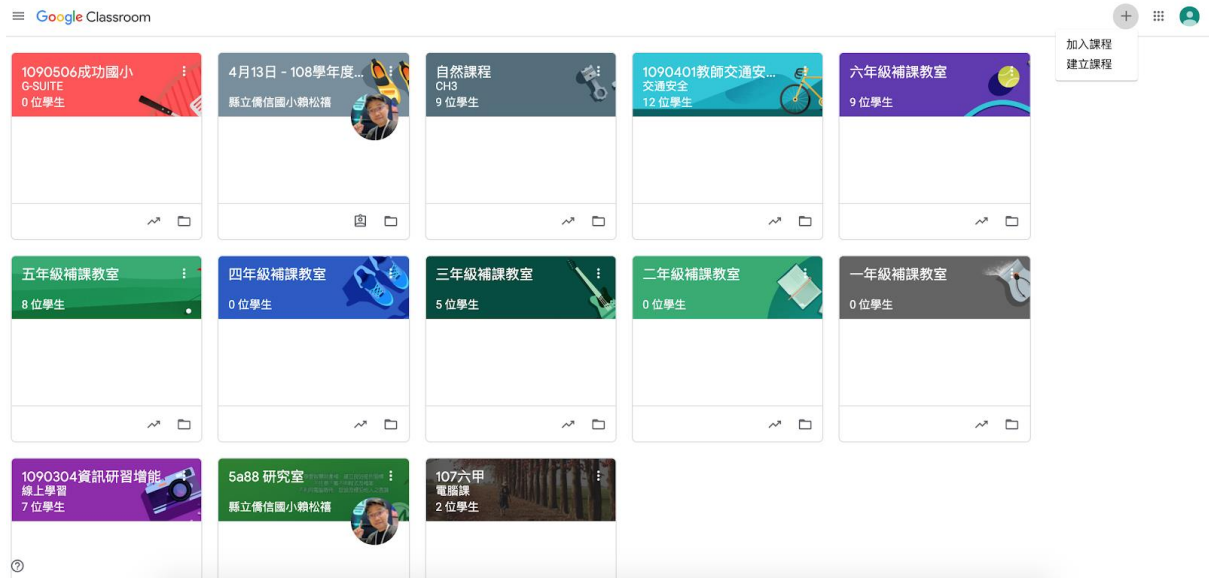 Google Classroom
加入課程
建立課程
1090506成功國小
G-SUITE
0 位學生
4月13日 - 108學年度...
縣立僑信國小賴松禧
自然課程
CH3
9 位學生
1090401教師交通安...
交通安全
12 位學生
六年級補課教室
9 位學生
五年級補課教室
8 位學生
四年級補課教室
0 位學生
三年級補課教室
5 位學生
二年級補課教室
0 位學生
一年級補課教室
0 位學生
1090304資訊研習增能
線上學習
7 位學生
5a88 研究室
縣立僑信國小賴松禧
107六甲
電腦課
2 位學生